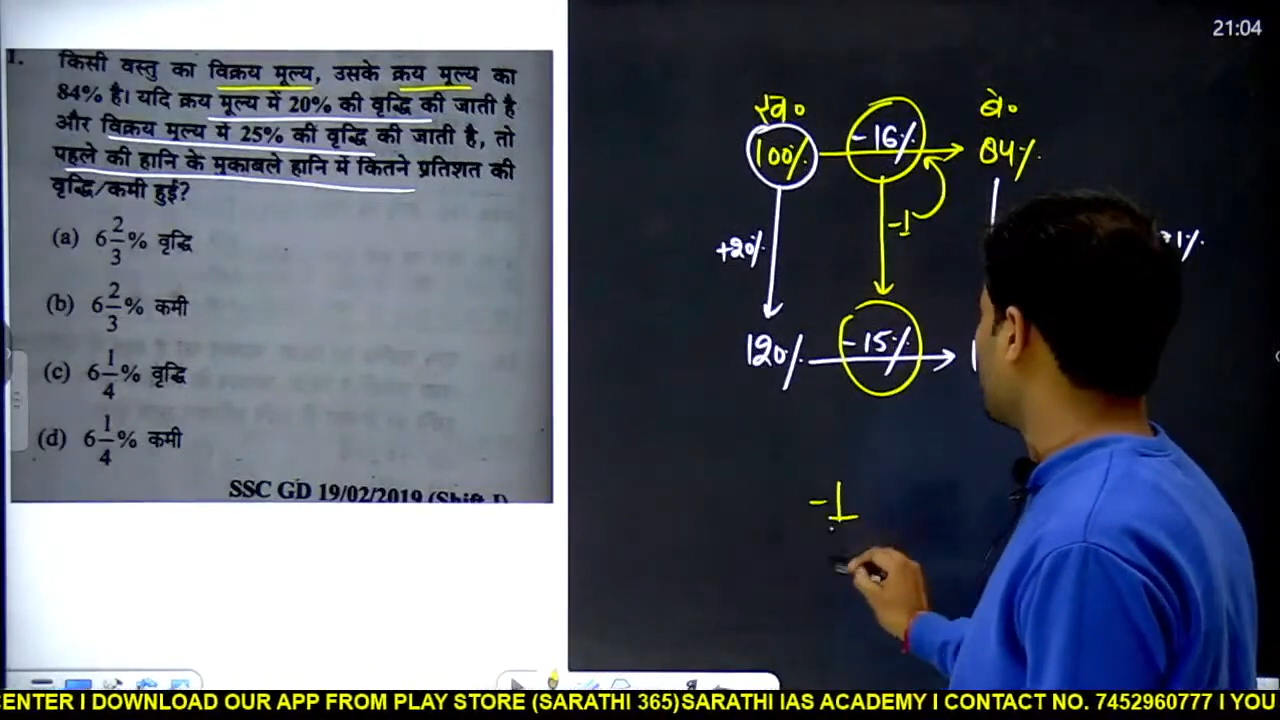 21:04
1. किसी वस्तु का विक्रय मूल्य, उसके क्रय मूल्य का
84% है। यदि क्रय मूल्य में 20% की वृद्धि की जाती है
और विक्रय मूल्य में 25% की वृद्धि की जाती है, तो
पहले की हानि के मुकाबले हानि में कितने प्रतिशत की
वृद्धि/कमी हुई?
(a) 6 2/3% वृद्धि
(b) 6 2/3% कमी
(c) 6 1/4% वृद्धि
(d) 6 1/4% कमी
SSC GD 19/02/2019 (Shift-I)
ख॰ बे॰
100% -16% 84%
+20% -1
120% -15%
-1
CENTER I DOWNLOAD OUR APP FROM PLAY STORE (SARATHI 365)SARATHI IAS ACADEMY I CONTACT NO. 7452960777 I YOU